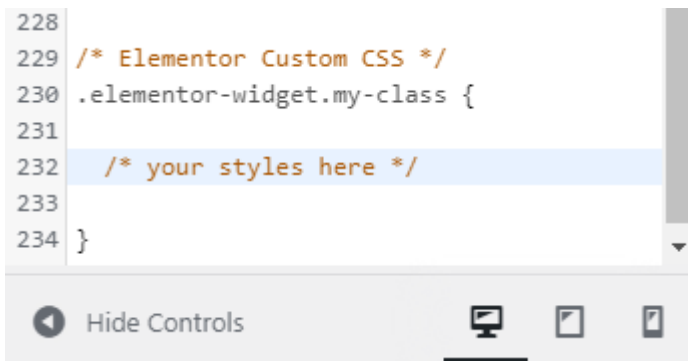 228
229 /* Elementor Custom CSS */
230 .elementor-widget.my-class {
231
232 /* your styles here */
233
234 }
Hide Controls